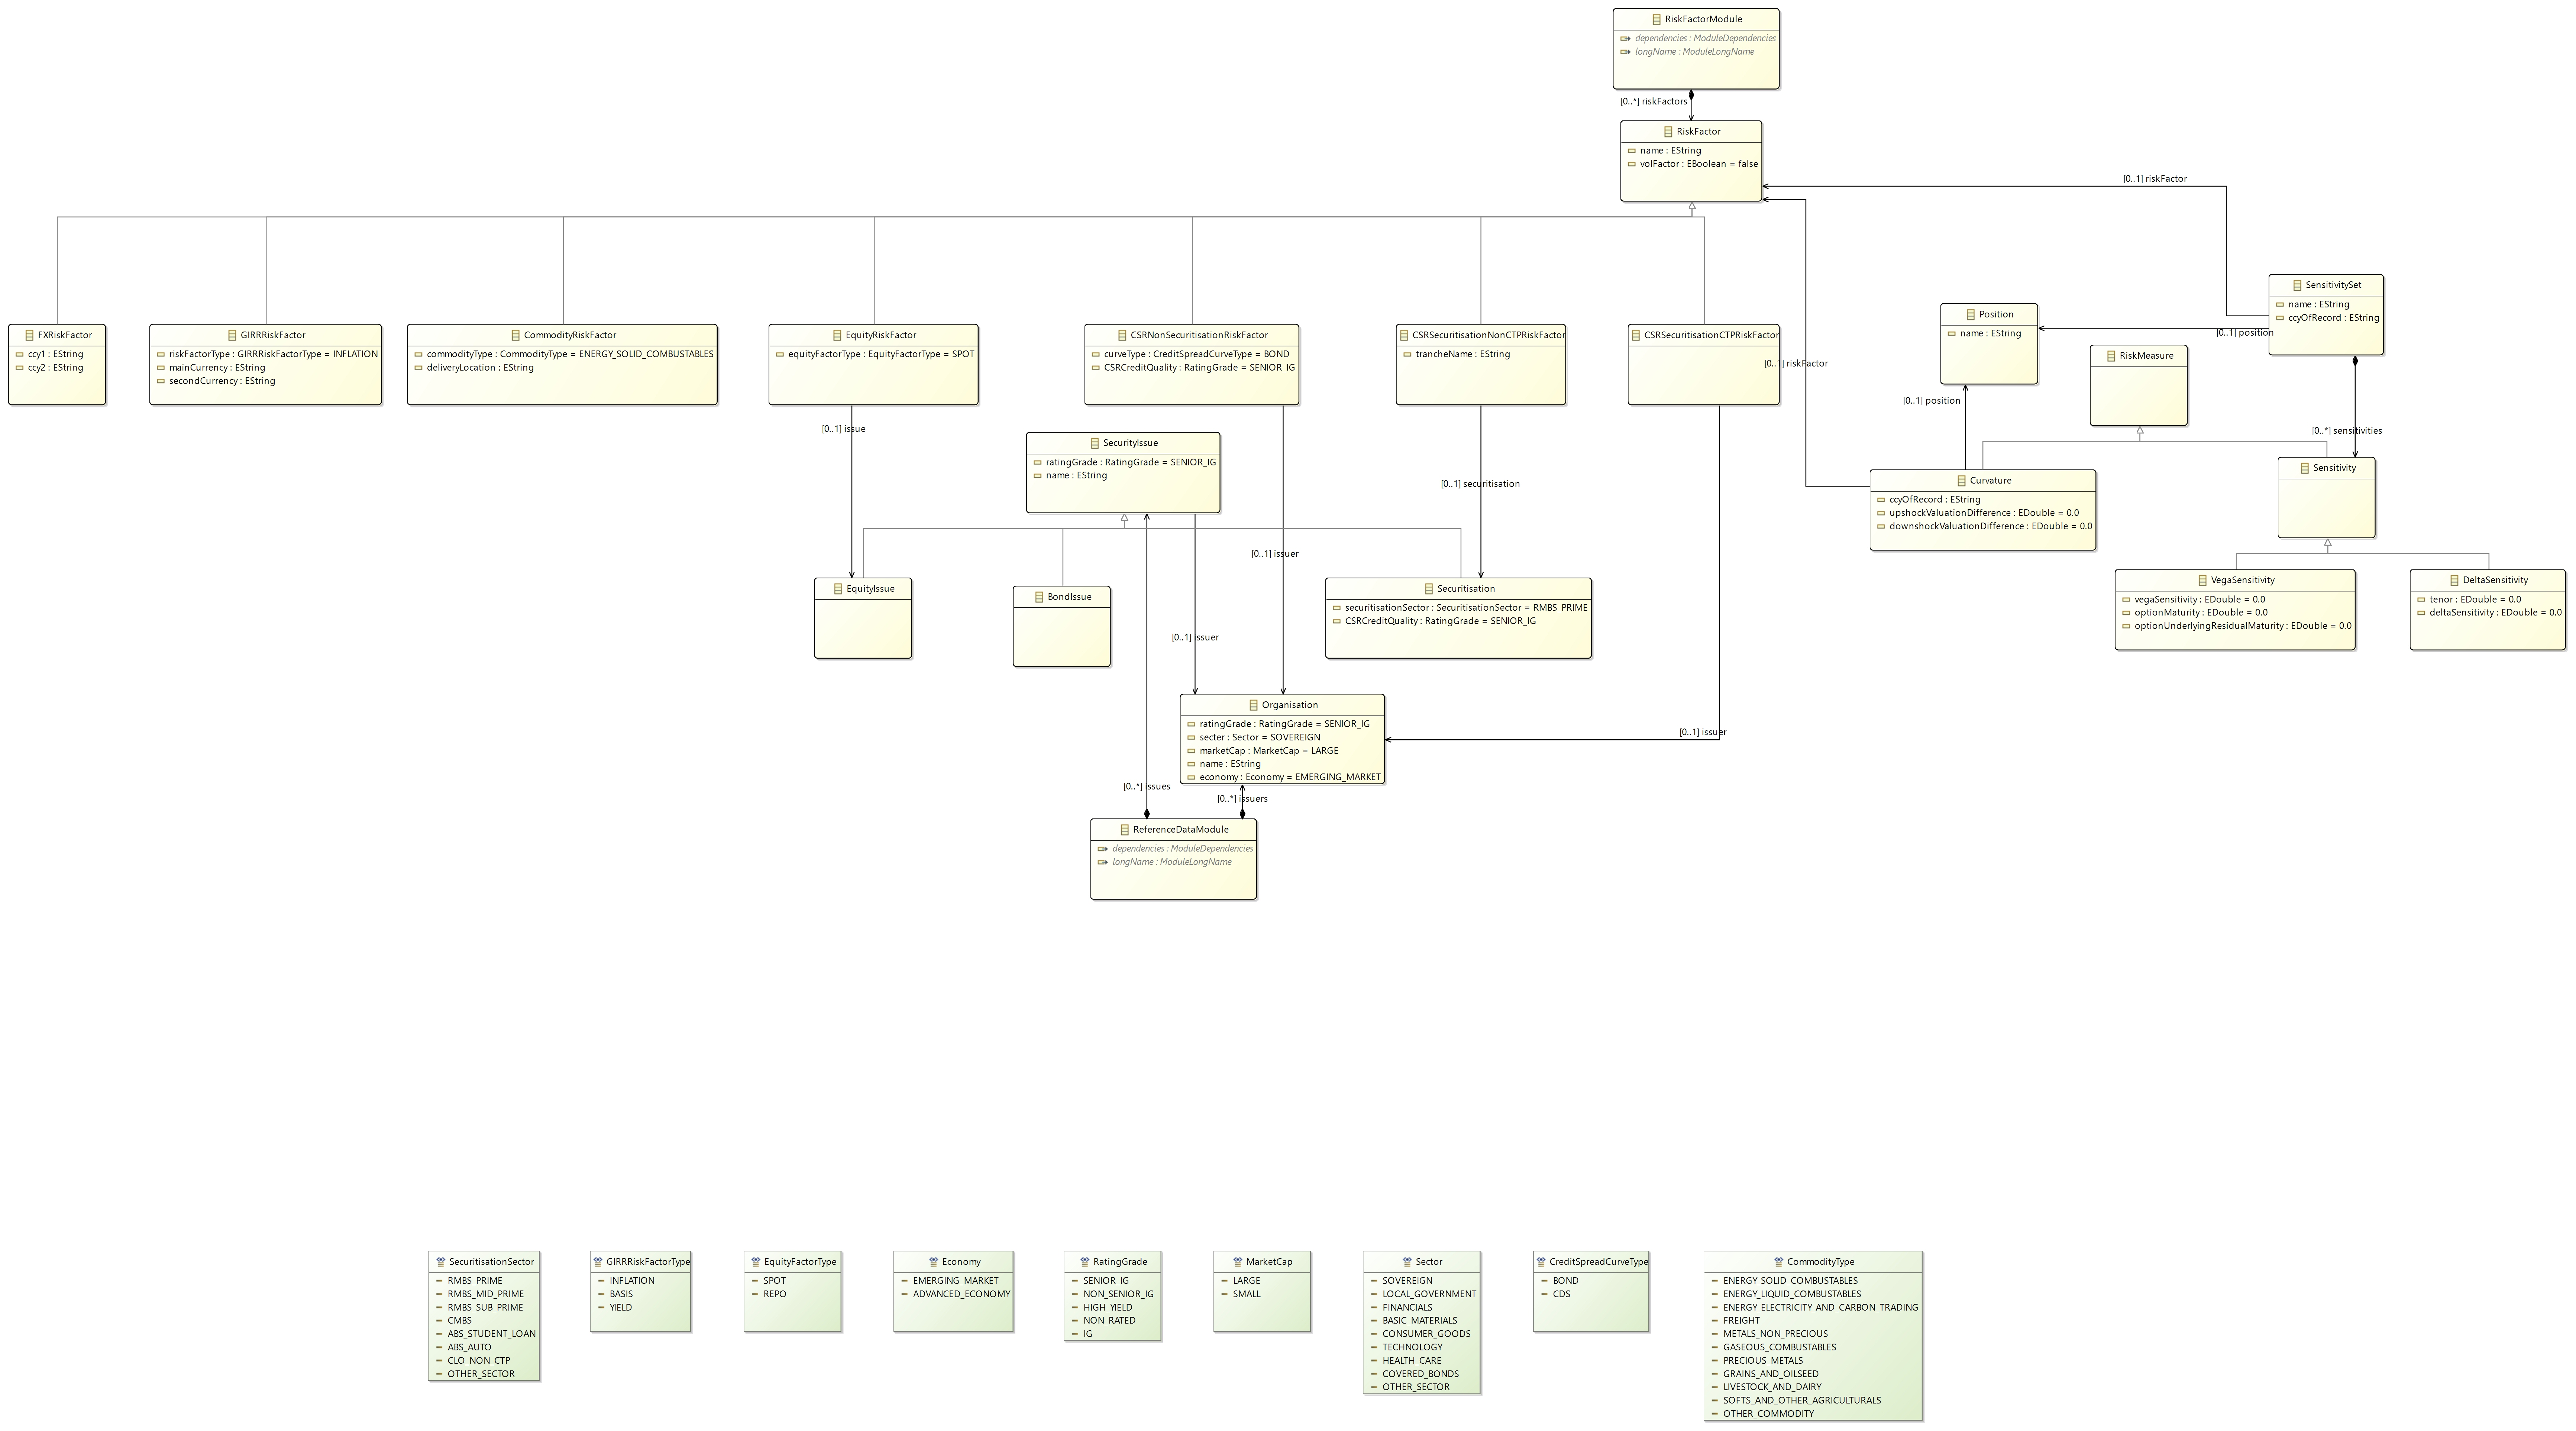 RiskFactorModule
dependencies : ModuleDependencies
longName : ModuleLongName
[0..*] riskFactors
RiskFactor
name : EString
volFactor : EBoolean = false
[0..1] riskFactor
FXRiskFactor
ccy1 : EString
ccy2 : EString
GIRRRiskFactor
riskFactorType : GIRRRiskFactorType = INFLATION
mainCurrency : EString
secondCurrency : EString
CommodityRiskFactor
commodityType : CommodityType = ENERGY_SOLID_COMBUSTABLES
deliveryLocation : EString
EquityRiskFactor
equityFactorType : EquityFactorType = SPOT
CSRNonSecuritisationRiskFactor
curveType : CreditSpreadCurveType = BOND
CSRCreditQuality : RatingGrade = SENIOR_IG
CSRSecuritisationNonCTPRiskFactor
trancheName : EString
CSRSecuritisationCTPRiskFactor
[0..1] riskFactor
Position
name : EString
SensitivitySet
name : EString
ccyOfRecord : EString
[0..1] position
RiskMeasure
[0..1] position
[0..*] sensitivities
[0..1] issue
SecurityIssue
ratingGrade : RatingGrade = SENIOR_IG
name : EString
[0..1] securitisation
Curvature
ccyOfRecord : EString
upshockValuationDifference : EDouble = 0.0
downshockValuationDifference : EDouble = 0.0
Sensitivity
[0..1] issuer
EquityIssue
BondIssue
Securitisation
securitisationSector : SecuritisationSector = RMBS_PRIME
CSRCreditQuality : RatingGrade = SENIOR_IG
VegaSensitivity
vegaSensitivity : EDouble = 0.0
optionMaturity : EDouble = 0.0
optionUnderlyingResidualMaturity : EDouble = 0.0
DeltaSensitivity
tenor : EDouble = 0.0
deltaSensitivity : EDouble = 0.0
[0..1] issuer
Organisation
ratingGrade : RatingGrade = SENIOR_IG
secter : Sector = SOVEREIGN
marketCap : MarketCap = LARGE
name : EString
economy : Economy = EMERGING_MARKET
[0..1] issuer
[0..*] issues
[0..*] issuers
ReferenceDataModule
dependencies : ModuleDependencies
longName : ModuleLongName
SecuritisationSector
RMBS_PRIME
RMBS_MID_PRIME
RMBS_SUB_PRIME
CMBS
ABS_STUDENT_LOAN
ABS_AUTO
CLO_NON_CTP
OTHER_SECTOR
GIRRRiskFactorType
INFLATION
BASIS
YIELD
EquityFactorType
SPOT
REPO
Economy
EMERGING_MARKET
ADVANCED_ECONOMY
RatingGrade
SENIOR_IG
NON_SENIOR_IG
HIGH_YIELD
NON_RATED
IG
MarketCap
LARGE
SMALL
Sector
SOVEREIGN
LOCAL_GOVERNMENT
FINANCIALS
BASIC_MATERIALS
CONSUMER_GOODS
TECHNOLOGY
HEALTH_CARE
COVERED_BONDS
OTHER_SECTOR
CreditSpreadCurveType
BOND
CDS
CommodityType
ENERGY_SOLID_COMBUSTABLES
ENERGY_LIQUID_COMBUSTABLES
ENERGY_ELECTRICITY_AND_CARBON_TRADING
FREIGHT
METALS_NON_PRECIOUS
GASEOUS_COMBUSTABLES
PRECIOUS_METALS
GRAINS_AND_OILSEED
LIVESTOCK_AND_DAIRY
SOFTS_AND_OTHER_AGRICULTURALS
OTHER_COMMODITY